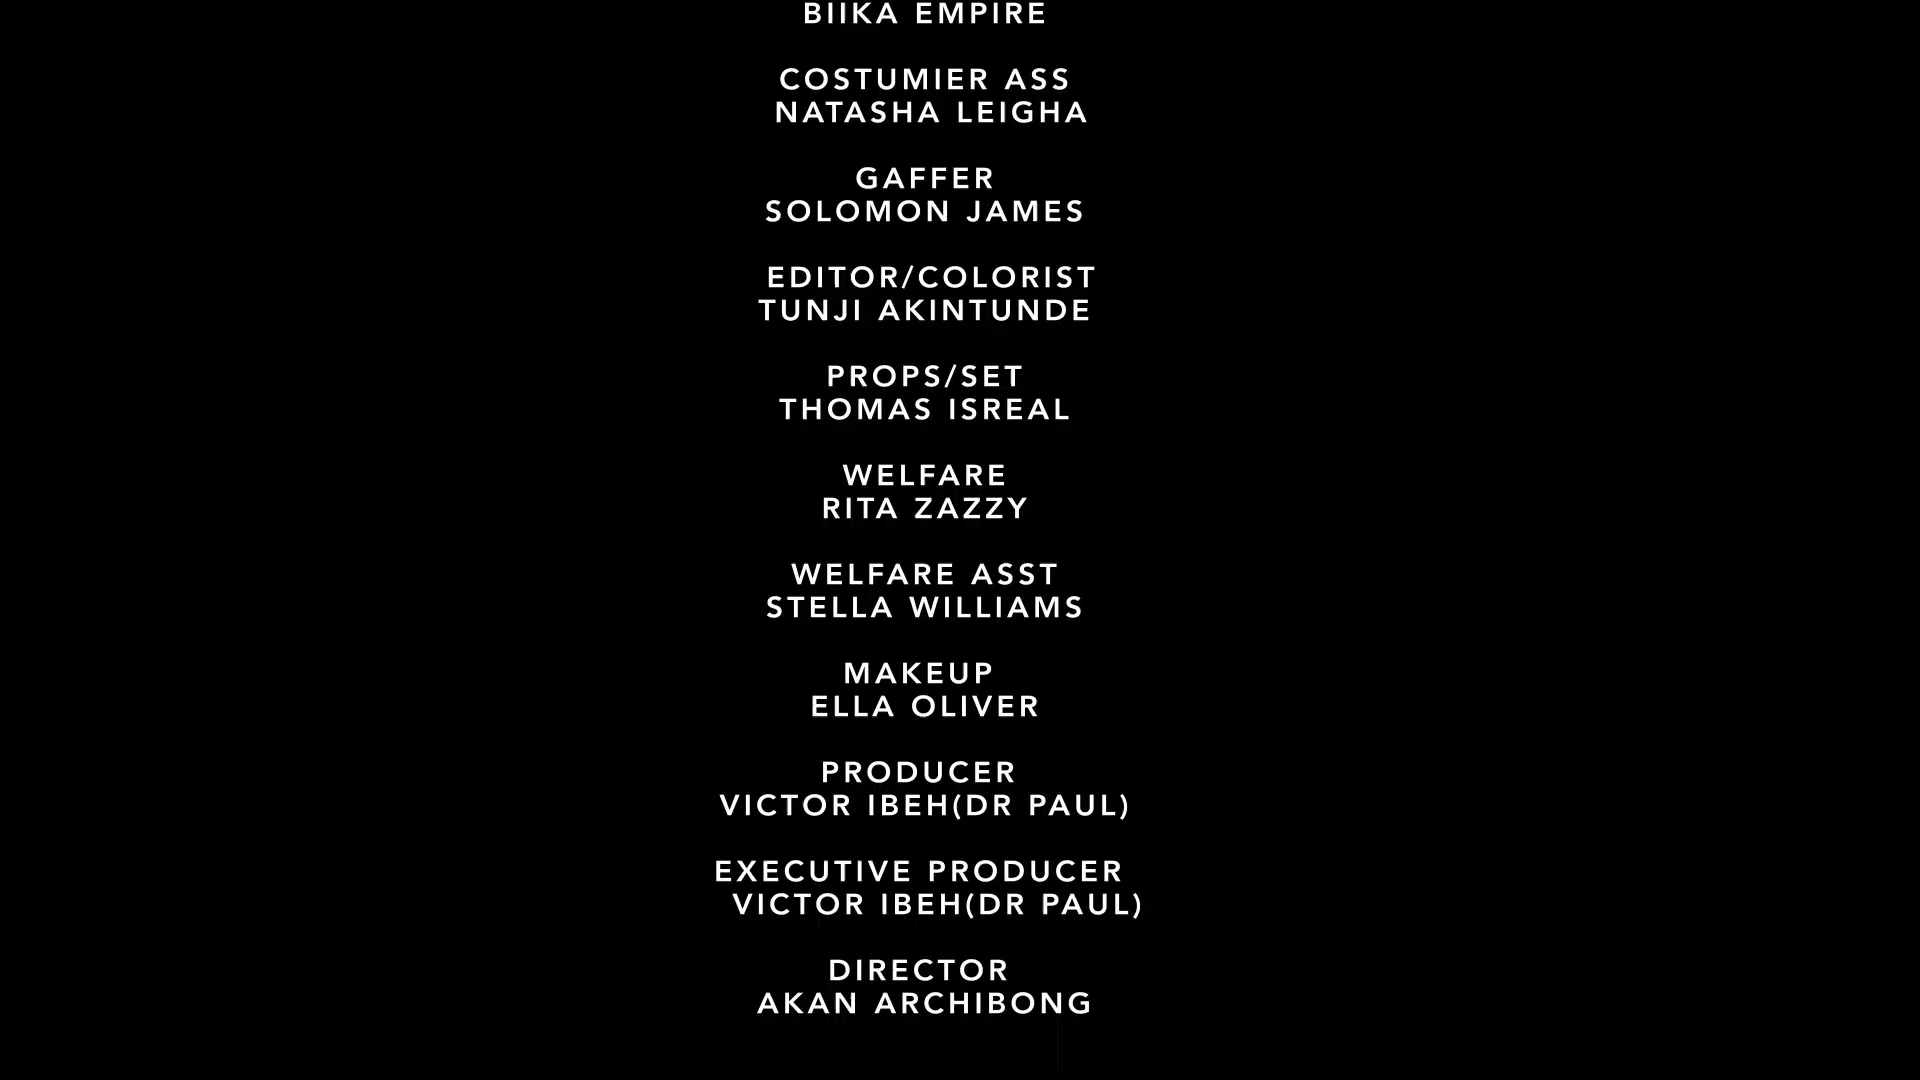 BIIKA EMPIRE
COSTUMIER ASS
NATASHA LEIGHA
GAFFER
SOLOMON JAMES
EDITOR/COLORIST
TUNJI AKINTUNDE
PROPS/SET
THOMAS ISREAL
WELFARE
RITA ZAZZY
WELFARE ASST
STELLA WILLIAMS
MAKEUP
ELLA OLIVER
PRODUCER
VICTOR IBEH(DR PAUL)
EXECUTIVE PRODUCER
VICTOR IBEH(DR PAUL)
DIRECTOR
AKAN ARCHIBONG